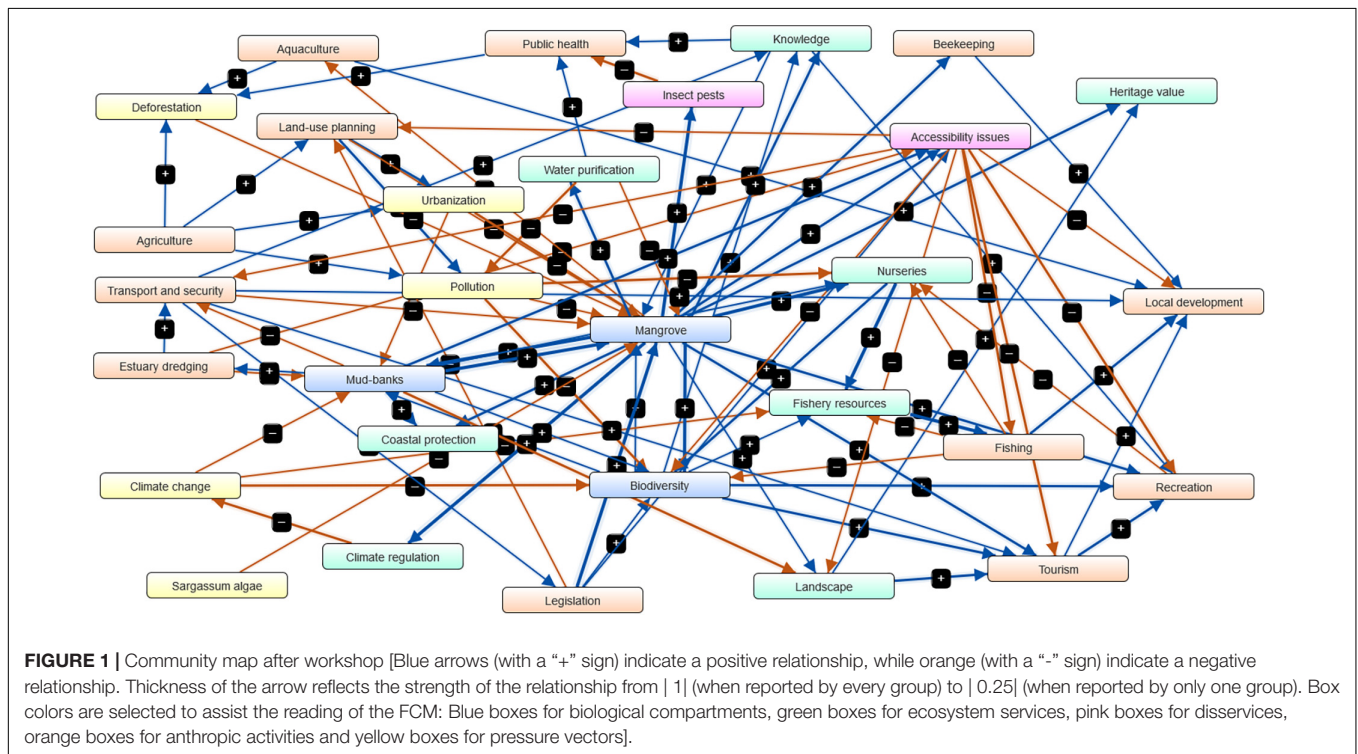 Aquaculture
Public health
Knowledge
Beekeeping
Deforestation
Insect pests
Heritage value
Land-use planning
Accessibility issues
Water purification
Urbanization
Agriculture
Nurseries
Transport and security
Pollution
Local development
Mangrove
Estuary dredging
Mud-banks
Fishery resources
Coastal protection
Fishing
Climate change
Biodiversity
Recreation
Climate regulation
Tourism
Sargassum algae
Landscape
Legislation
FIGURE 1 | Community map after workshop [Blue arrows (with a “+” sign) indicate a positive relationship, while orange (with a “-” sign) indicate a negative
relationship. Thickness of the arrow reflects the strength of the relationship from | 1| (when reported by every group) to | 0.25| (when reported by only one group). Box
colors are selected to assist the reading of the FCM: Blue boxes for biological compartments, green boxes for ecosystem services, pink boxes for disservices,
orange boxes for anthropic activities and yellow boxes for pressure vectors].